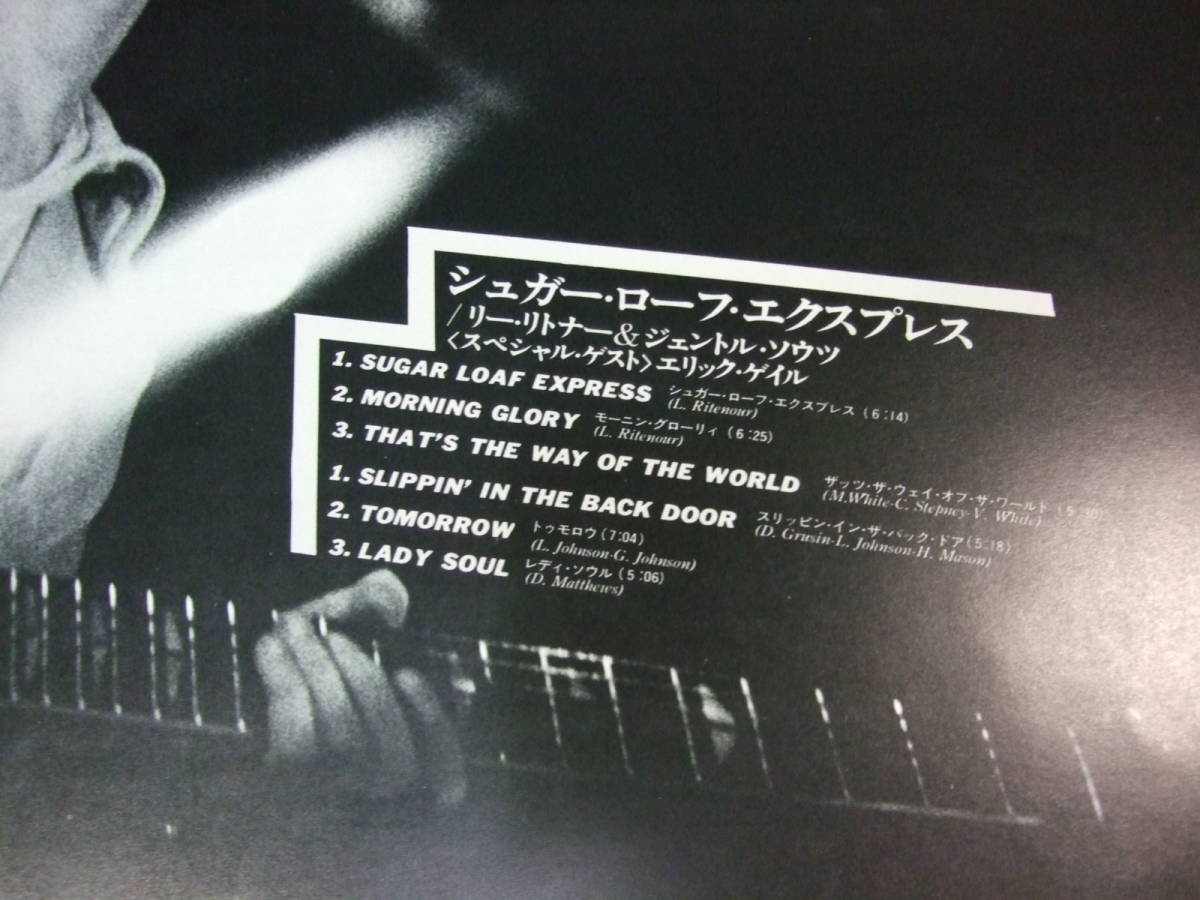 シュガー・ローフ・エクスプレス
/リー・リトナー&ジェントル・ソウツ
〈スペシャル・ゲスト〉エリック・ゲイル
1. SUGAR LOAF EXPRESS シュガー・ローフ・エクスプレス (6:14)
(L. Ritenour)
2. MORNING GLORY モーニン・グローリィ (6:25)
(L. Ritenour)
3. THAT'S THE WAY OF THE WORLD ザッツ・ザ・ウェイ・オブ・ザ・ワールド
(M.White-C. Stepney-V. White)
1. SLIPPIN' IN THE BACK DOOR スリッピン・イン・ザ・バック・ドア (5:18)
(D. Grusin-L. Johnson-H. Mason)
2. TOMORROW トゥモロウ (7:04)
(L. Johnson-G. Johnson)
3. LADY SOUL レディ・ソウル (5:06)
(D. Matthews)